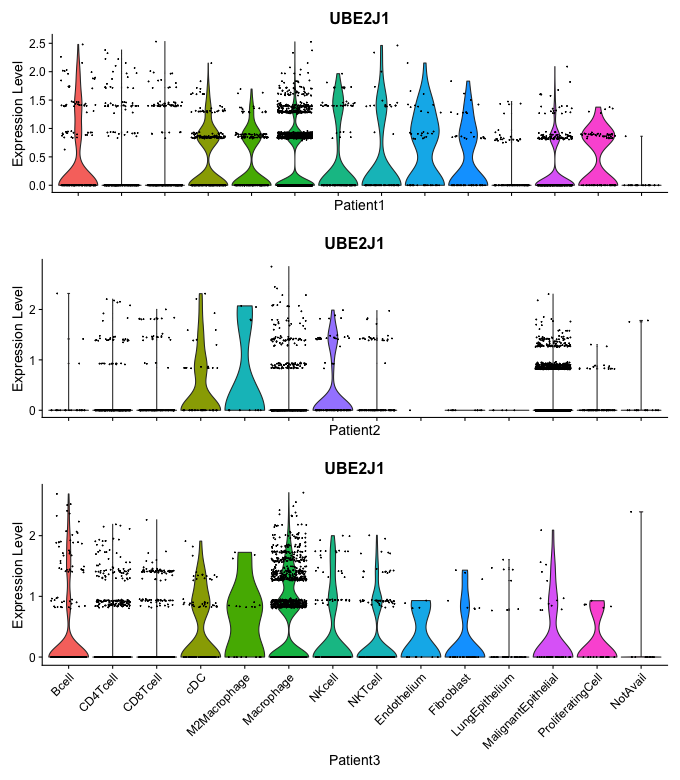 UBE2J1
Expression Level
2.5
2.0
1.5
1.0
0.5
0.0
Patient1
UBE2J1
Expression Level
2
1
0
Patient2
UBE2J1
Expression Level
2
1
0
Bcell
CD4Tcell
CD8Tcell
cDC
M2Macrophage
Macrophage
NKcell
NKTcell
Endothelium
Fibroblast
LungEpithelium
MalignantEpithelial
ProliferatingCell
NotAvail
Patient3